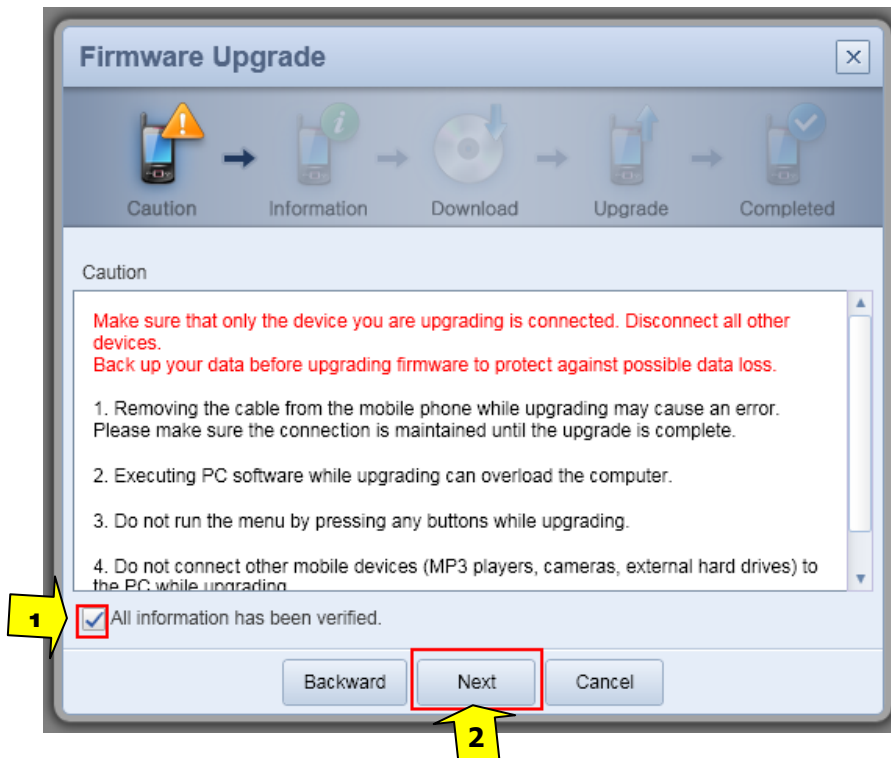 Firmware Upgrade
Caution
Information
Download
Upgrade
Completed
Caution
Make sure that only the device you are upgrading is connected. Disconnect all other
devices.
Back up your data before upgrading firmware to protect against possible data loss.
1. Removing the cable from the mobile phone while upgrading may cause an error.
Please make sure the connection is maintained until the upgrade is complete.
2. Executing PC software while upgrading can overload the computer.
3. Do not run the menu by pressing any buttons while upgrading.
4. Do not connect other mobile devices (MP3 players, cameras, external hard drives) to
the PC while upgrading
1
All information has been verified.
Backward
Next
Cancel
2